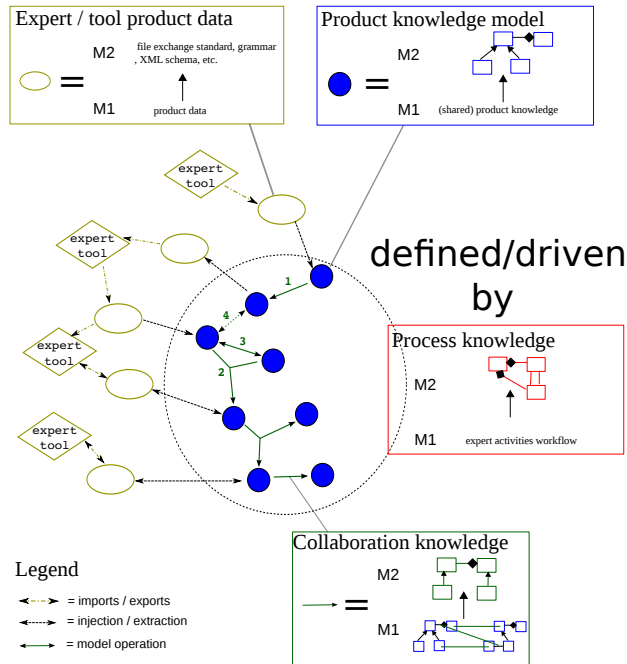 Expert / tool product data
M2
file exchange standard, grammar
, XML schema, etc.
=
M1
product data
Product knowledge model
M2
=
M1
(shared) product knowledge
expert
tool
expert
tool
defined/driven
by
1
4
3
2
expert
tool
expert
tool
Process knowledge
M2
M1
expert activities workflow
Collaboration knowledge
M2
=
M1
Legend
= imports / exports
= injection / extraction
= model operation